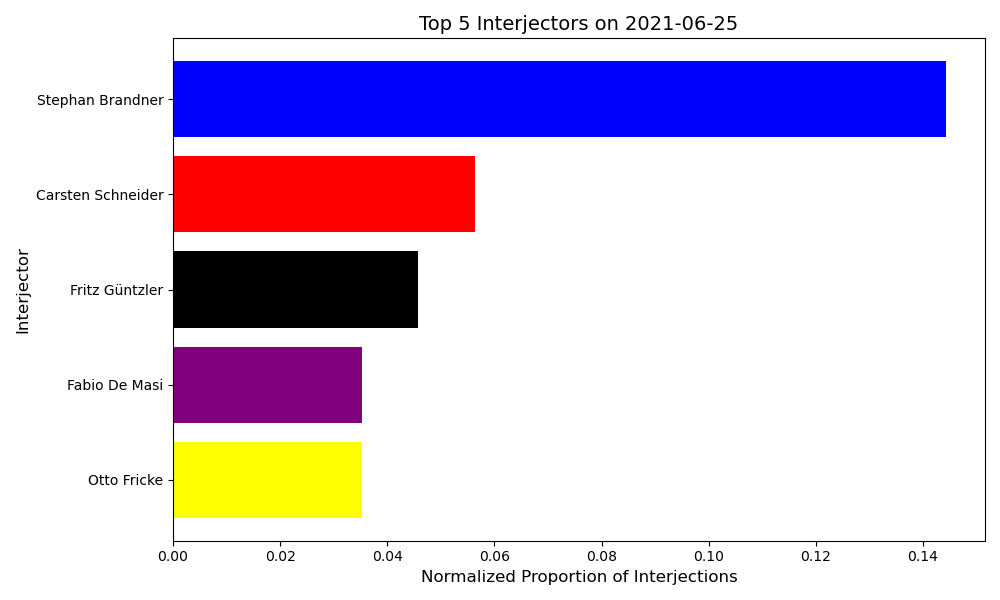 Top 5 Interjectors on 2021-06-25
Stephan Brandner
Carsten Schneider
Fritz Güntzler
Fabio De Masi
Otto Fricke
Interjector
0.00 0.02 0.04 0.06 0.08 0.10 0.12 0.14
Normalized Proportion of Interjections